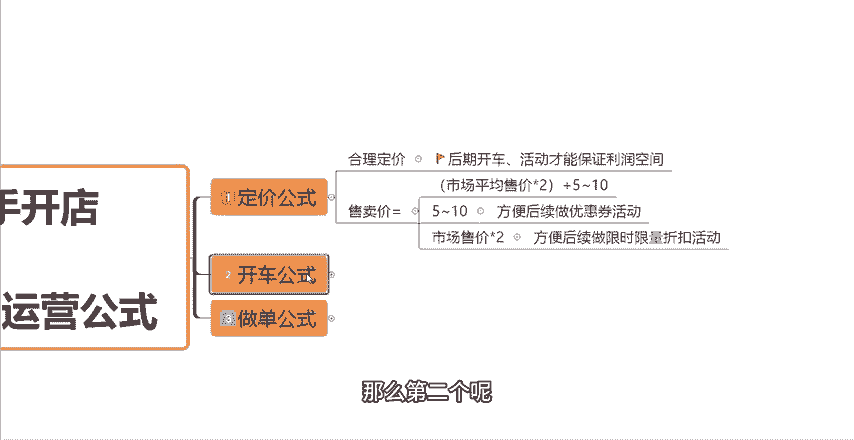 手开店
运营公式
1 定价公式
合理定价
后期开车、活动才能保证利润空间
售卖价=
（市场平均售价*2）+5~10
5~10
方便后续做优惠券活动
市场售价*2
方便后续做限时限量折扣活动
2 开车公式
3 做单公式
那么第二个呢